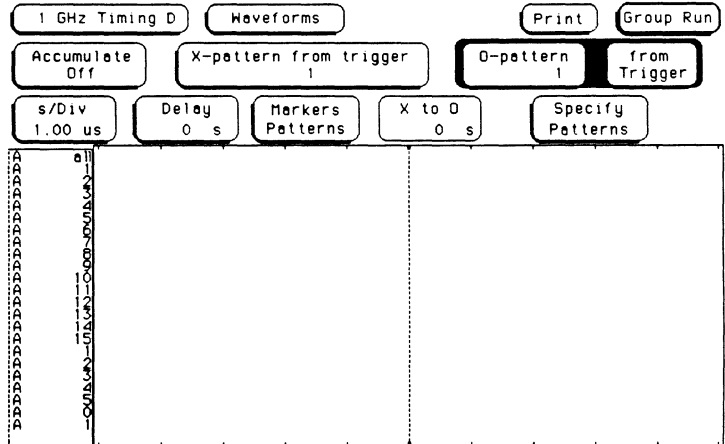 1 GHz Timing D Waveforms Print Group Run
Accumulate Off
X-pattern from trigger 1
O-pattern 1
from Trigger
s/Div 1.00 us
Delay 0 s
Markers Patterns
X to O 0 s
Specify Patterns
A all
A 1
A 2
A 3
A 4
A 5
A 6
A 7
A 8
A 9
A 10
A 11
A 12
A 13
A 14
A 15
A 1
A 2
A 3
A 4
A 5
A 0
A 1